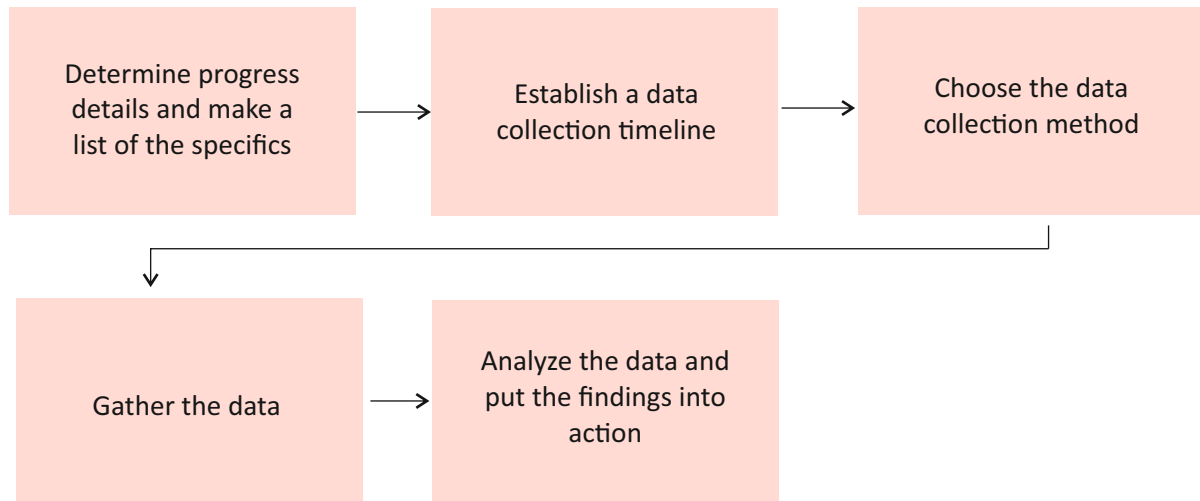 Determine progress
details and make a
list of the specifics
Establish a data
collection timeline
Choose the data
collection method
Gather the data
Analyze the data and
put the findings into
action